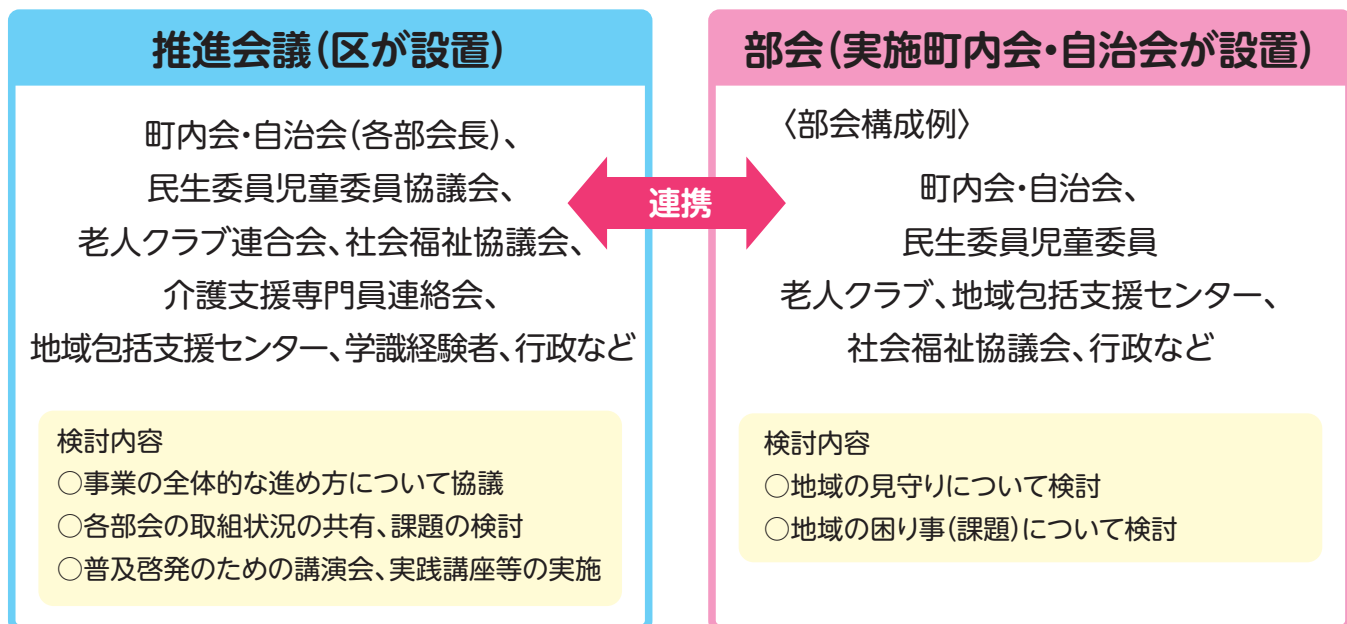 推進会議(区が設置)
町内会・自治会(各部会長)、
民生委員児童委員協議会、
老人クラブ連合会、社会福祉協議会、
介護支援専門員連絡会、
地域包括支援センター、学識経験者、行政など
検討内容
○事業の全体的な進め方について協議
○各部会の取組状況の共有、課題の検討
○普及啓発のための講演会、実践講座等の実施
連携
部会(実施町内会・自治会が設置)
〈部会構成例〉
町内会・自治会、
民生委員児童委員
老人クラブ、地域包括支援センター、
社会福祉協議会、行政など
検討内容
○地域の見守りについて検討
○地域の困り事(課題)について検討